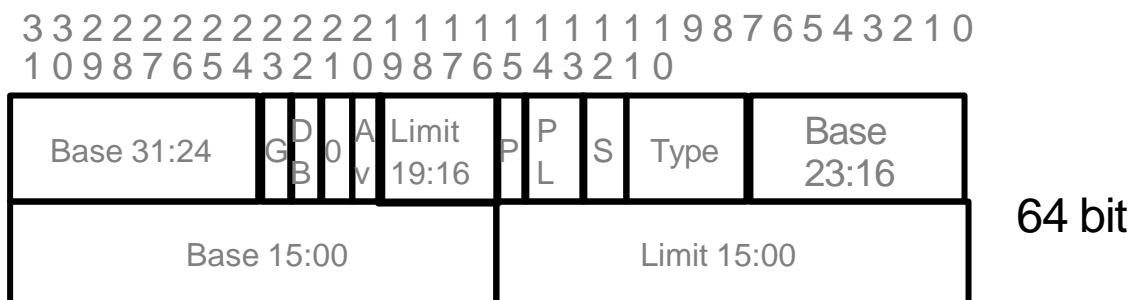 3 3 2 2 2 2 2 2 2 2 2 2 1 1 1 1 1 1 1 1 1 1 9 8 7 6 5 4 3 2 1 0
1 0 9 8 7 6 5 4 3 2 1 0 9 8 7 6 5 4 3 2 1 0
Base 31:24 G D B 0 A v Limit 19:16 P P L S Type Base 23:16
64 bit
Base 15:00 Limit 15:00